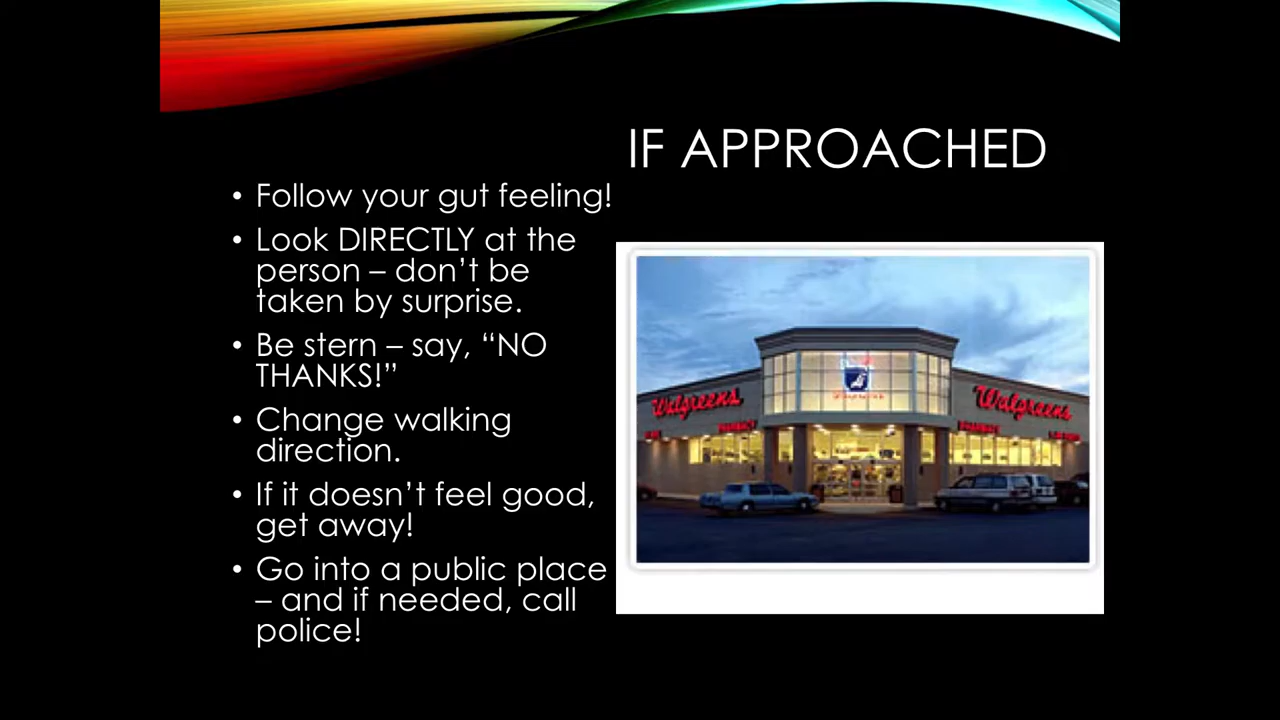 IF APPROACHED
• Follow your gut feeling!
• Look DIRECTLY at the
person – don’t be
taken by surprise.
• Be stern – say, “NO
THANKS!”
• Change walking
direction.
• If it doesn’t feel good,
get away!
• Go into a public place
– and if needed, call
police!
Walgreens
Walgreens
PHARMACY
PHARMACY